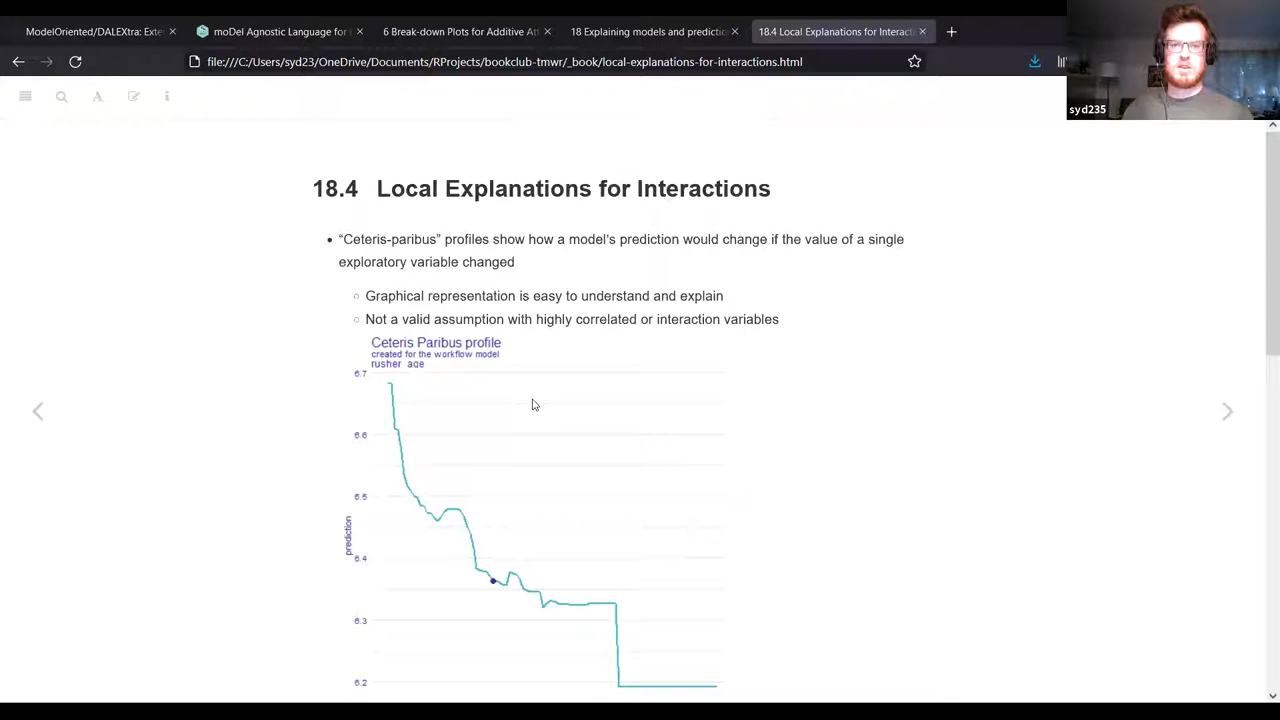 ModelOriented/DALEXtra: Exte
moDel Agnostic Language for
6 Break-down Plots for Additive Att
18 Explaining models and predictio
18.4 Local Explanations for Interacti
file:///C:/Users/syd23/OneDrive/Documents/RProjects/bookclub-tmwr/_book/local-explanations-for-interactions.html
syd235
18.4 Local Explanations for Interactions
• “Ceteris-paribus” profiles show how a model’s prediction would change if the value of a single
exploratory variable changed
○ Graphical representation is easy to understand and explain
○ Not a valid assumption with highly correlated or interaction variables
Ceteris Paribus profile
created for the workflow model
rusher_age
6.7
6.6
6.5
6.4
6.3
6.2
prediction